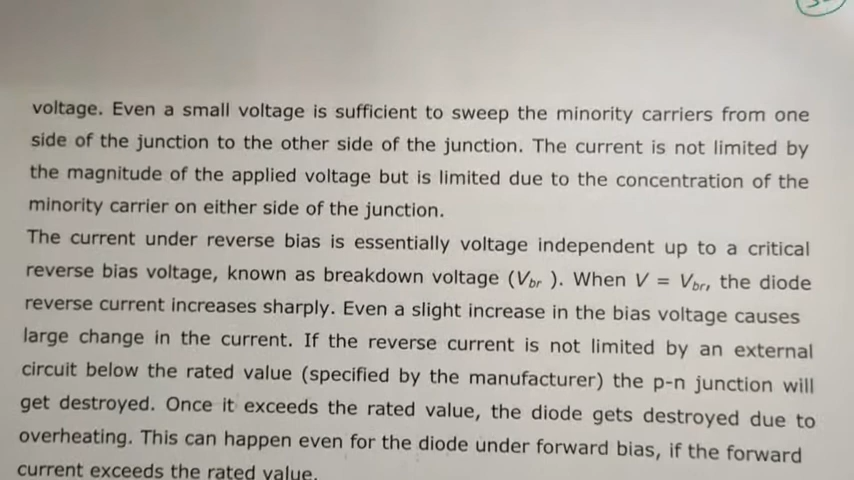 voltage. Even a small voltage is sufficient to sweep the minority carriers from one
side of the junction to the other side of the junction. The current is not limited by
the magnitude of the applied voltage but is limited due to the concentration of the
minority carrier on either side of the junction.
The current under reverse bias is essentially voltage independent up to a critical
reverse bias voltage, known as breakdown voltage (Vbr ). When V = Vbr, the diode
reverse current increases sharply. Even a slight increase in the bias voltage causes
large change in the current. If the reverse current is not limited by an external
circuit below the rated value (specified by the manufacturer) the p-n junction will
get destroyed. Once it exceeds the rated value, the diode gets destroyed due to
overheating. This can happen even for the diode under forward bias, if the forward
current exceeds the rated value.